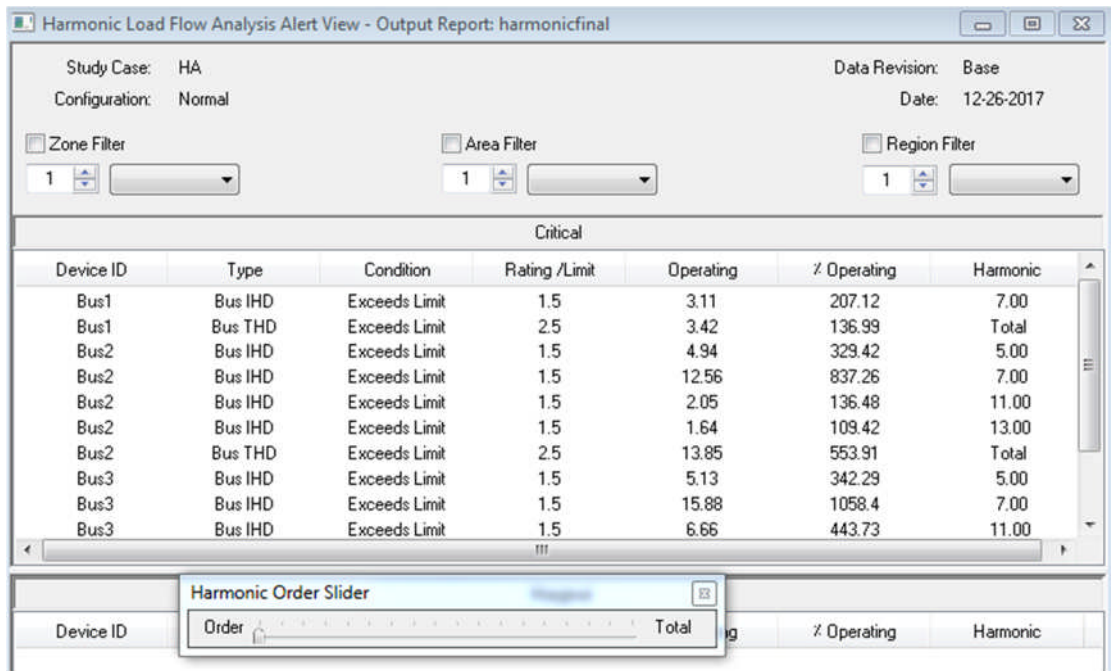 Harmonic Load Flow Analysis Alert View - Output Report: harmonicfinal
Study Case: HA Data Revision: Base
Configuration: Normal Date: 12-26-2017
Zone Filter Area Filter Region Filter
1 1 1
Critical
Device ID Type Condition Rating /Limit Operating % Operating Harmonic
Bus1 Bus IHD Exceeds Limit 1.5 3.11 207.12 7.00
Bus1 Bus THD Exceeds Limit 2.5 3.42 136.99 Total
Bus2 Bus IHD Exceeds Limit 1.5 4.94 329.42 5.00
Bus2 Bus IHD Exceeds Limit 1.5 12.56 837.26 7.00
Bus2 Bus IHD Exceeds Limit 1.5 2.05 136.48 11.00
Bus2 Bus IHD Exceeds Limit 1.5 1.64 109.42 13.00
Bus2 Bus THD Exceeds Limit 2.5 13.85 553.91 Total
Bus3 Bus IHD Exceeds Limit 1.5 5.13 342.29 5.00
Bus3 Bus IHD Exceeds Limit 1.5 15.88 1058.4 7.00
Bus3 Bus IHD Exceeds Limit 1.5 6.66 443.73 11.00
Harmonic Order Slider
Order Total
Device ID % Operating Harmonic